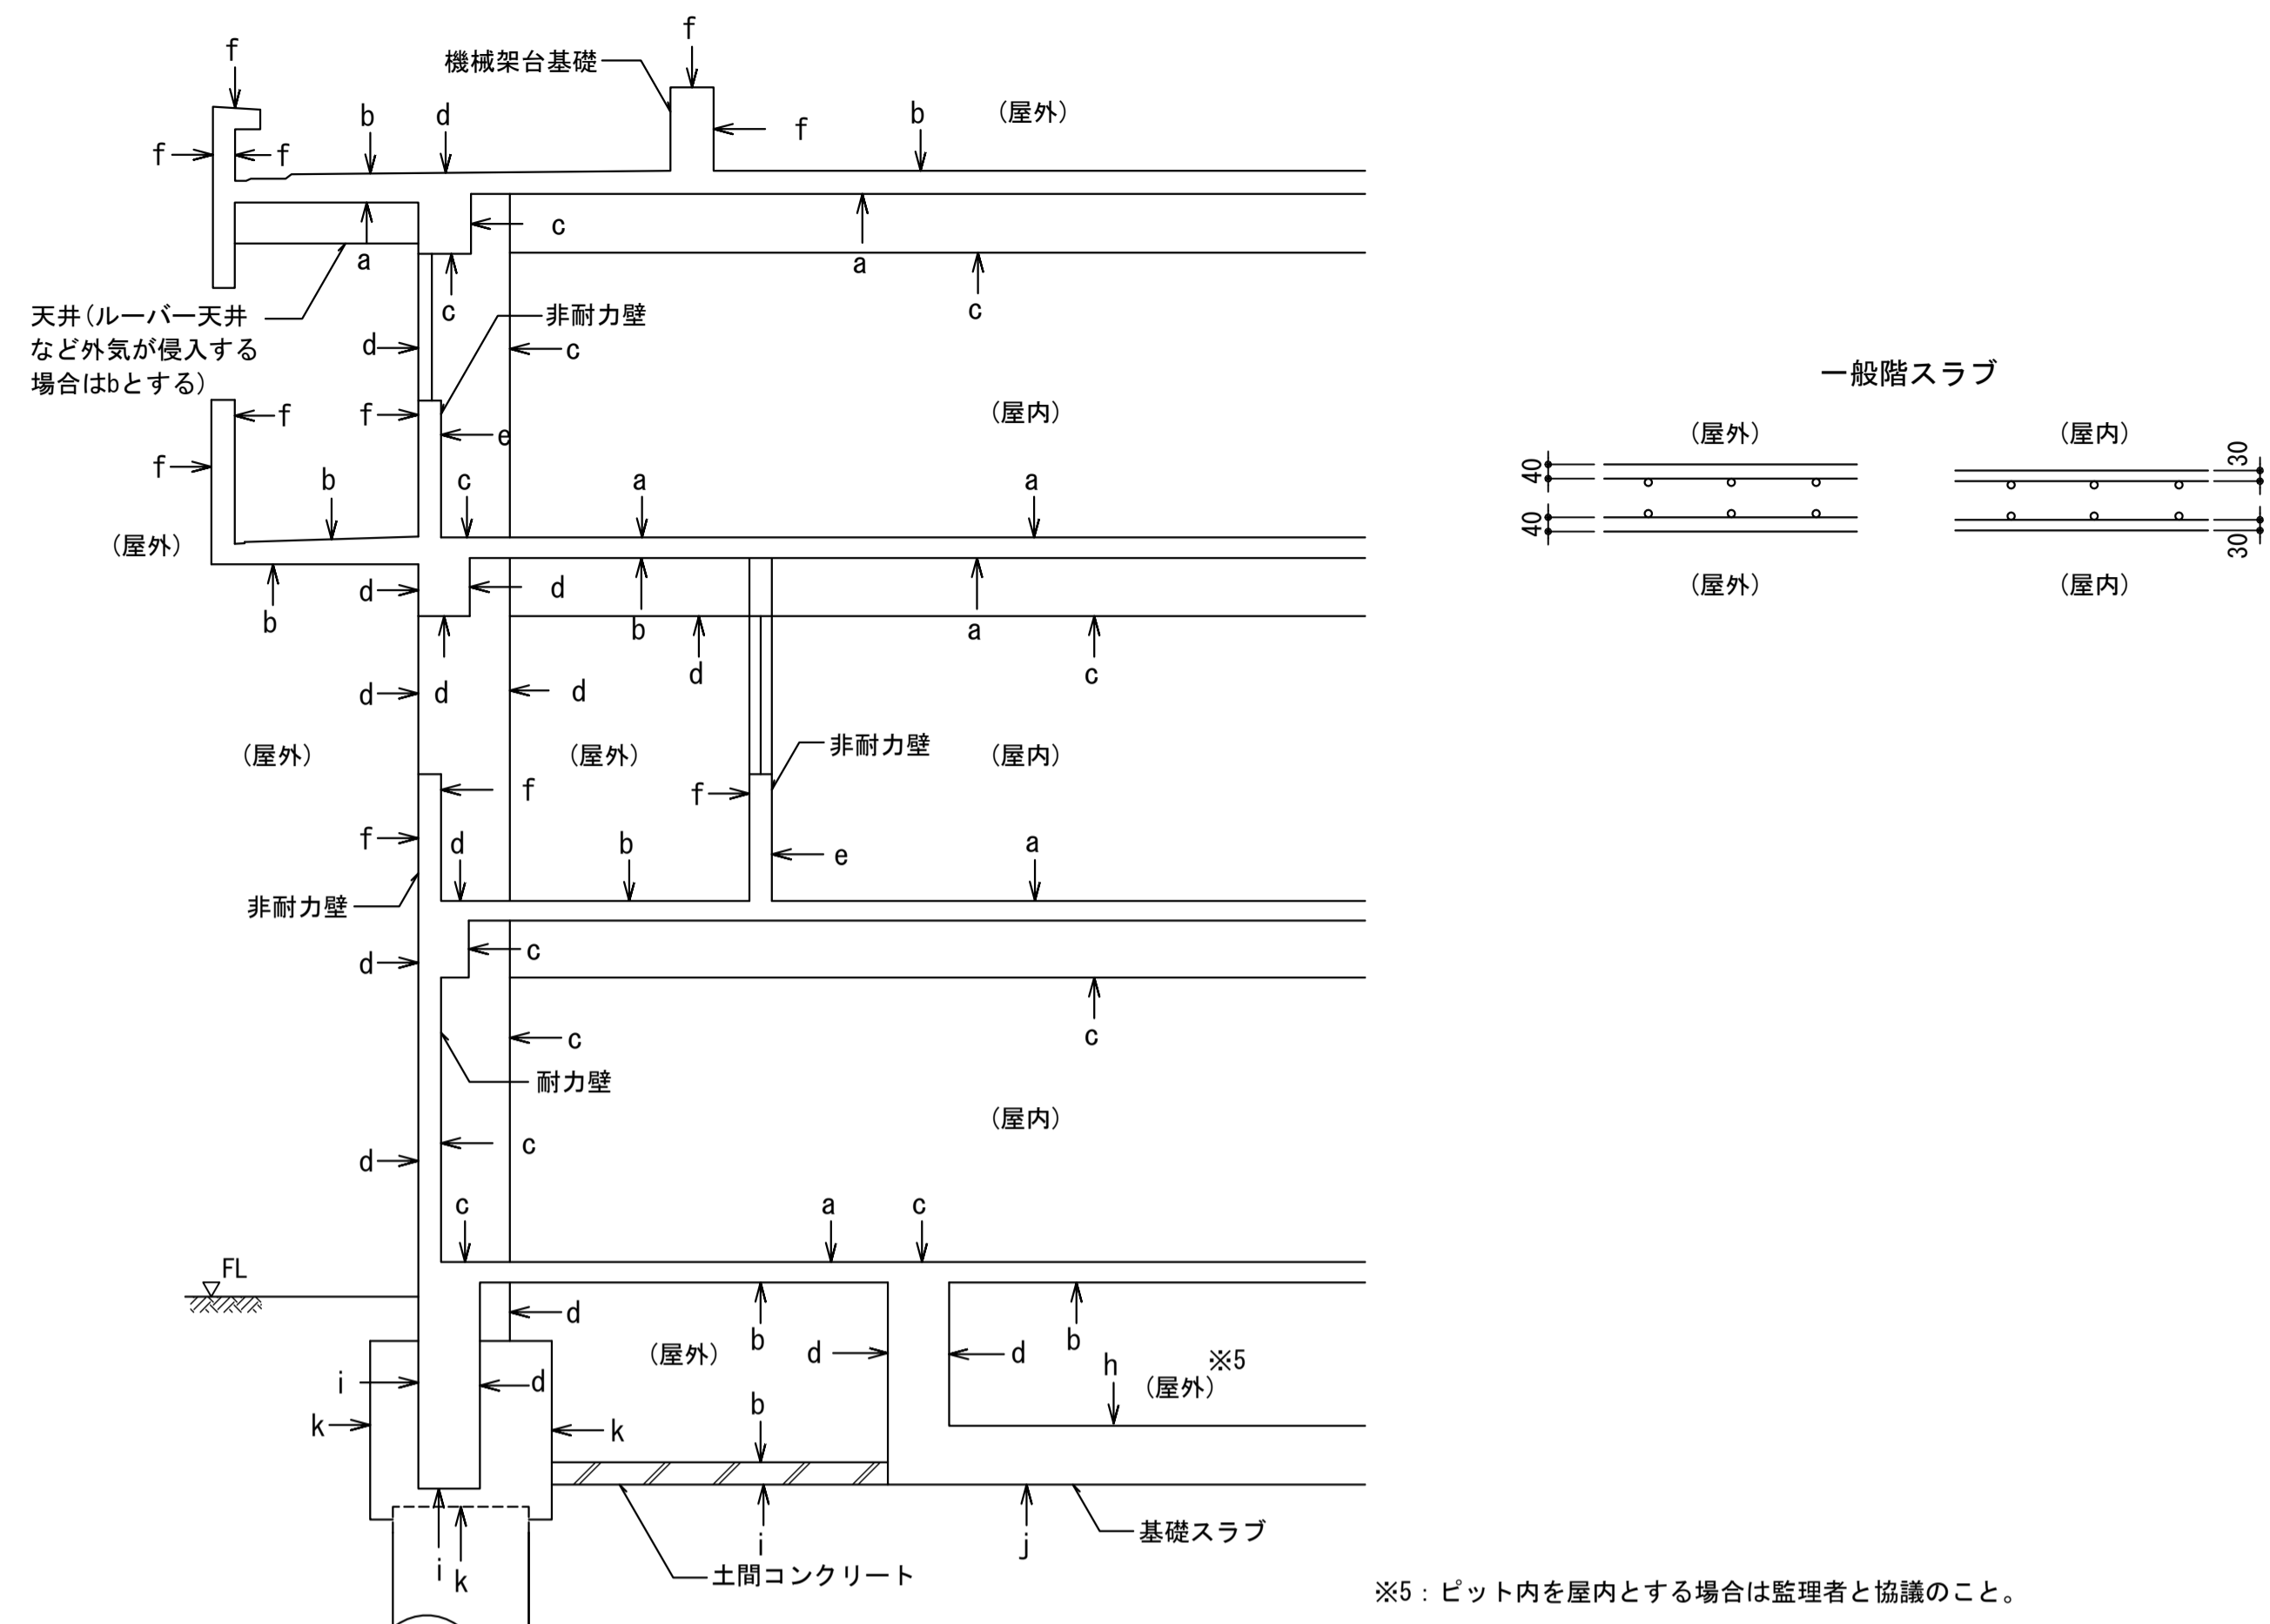 f
f
機械架台基礎
(屋外)
b
d
f
b
f
f
c
a
a
c
c
天井(ルーバー天井
など外気が侵入する
場合はbとする)
非耐力壁
d
c
一般階スラブ
f
f
e
(屋内)
(屋外)
(屋内)
40
30
f
b
c
a
a
40
30
(屋外)
(屋外)
(屋内)
d
d
b
b
a
d
c
d
d
d
(屋外)
(屋外)
非耐力壁
(屋内)
f
f
f
d
b
e
a
非耐力壁
d
c
c
c
耐力壁
(屋内)
c
d
c
a
c
FL
d
b
b
(屋外)
d
d
h
※5
(屋外)
i
d
b
k
k
i
k
i
j
基礎スラブ
土間コンクリート
※5：ピット内を屋内とする場合は監理者と協議のこと。